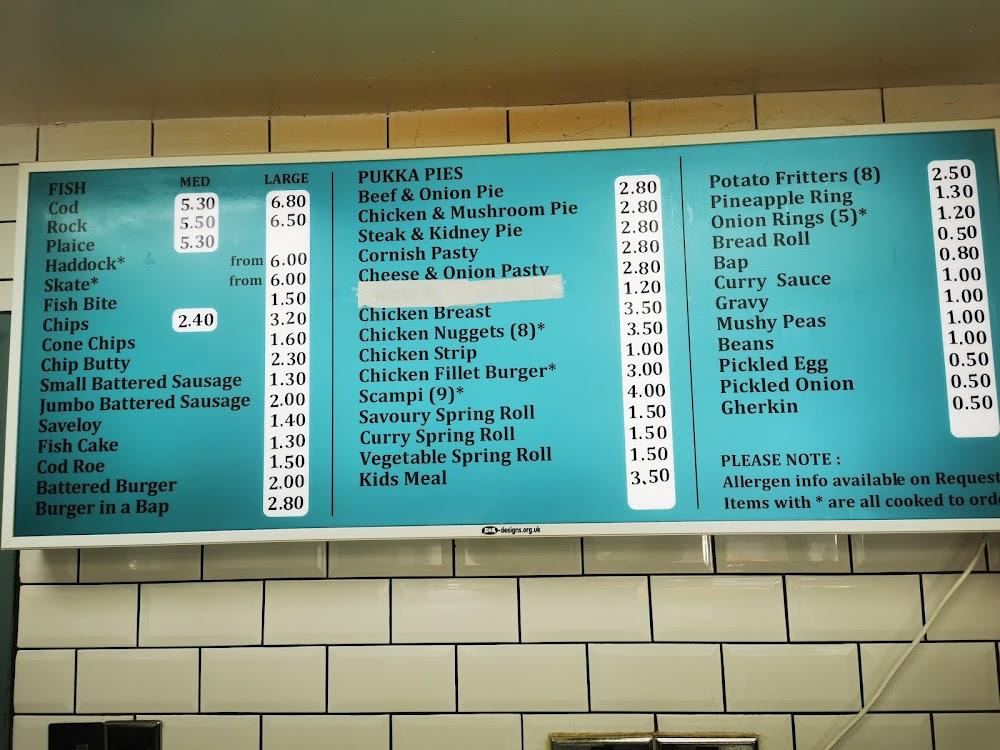 FISH MED LARGE
Cod 5.30 6.80
Rock 5.50 6.50
Plaice 5.30
Haddock* from 6.00
Skate* from 6.00
Fish Bite 1.50
Chips 2.40 3.20
Cone Chips 1.60
Chip Butty 2.30
Small Battered Sausage 1.30
Jumbo Battered Sausage 2.00
Saveloy 1.40
Fish Cake 1.30
Cod Roe 1.50
Battered Burger 2.00
Burger in a Bap 2.80
PUKKA PIES
Beef & Onion Pie 2.80
Chicken & Mushroom Pie 2.80
Steak & Kidney Pie 2.80
Cornish Pasty 2.80
Cheese & Onion Pasty 2.80
1.20
Chicken Breast 3.50
Chicken Nuggets (8)* 3.50
Chicken Strip 1.00
Chicken Fillet Burger* 3.00
Scampi (9)* 4.00
Savoury Spring Roll 1.50
Curry Spring Roll 1.50
Vegetable Spring Roll 1.50
Kids Meal 3.50
Potato Fritters (8) 2.50
Pineapple Ring 1.30
Onion Rings (5)* 1.20
Bread Roll 0.50
Bap 0.80
Curry Sauce 1.00
Gravy 1.00
Mushy Peas 1.00
Beans 1.00
Pickled Egg 0.50
Pickled Onion 0.50
Gherkin 0.50
PLEASE NOTE :
Allergen info available on Request
Items with * are all cooked to ord
-designs.org.uk